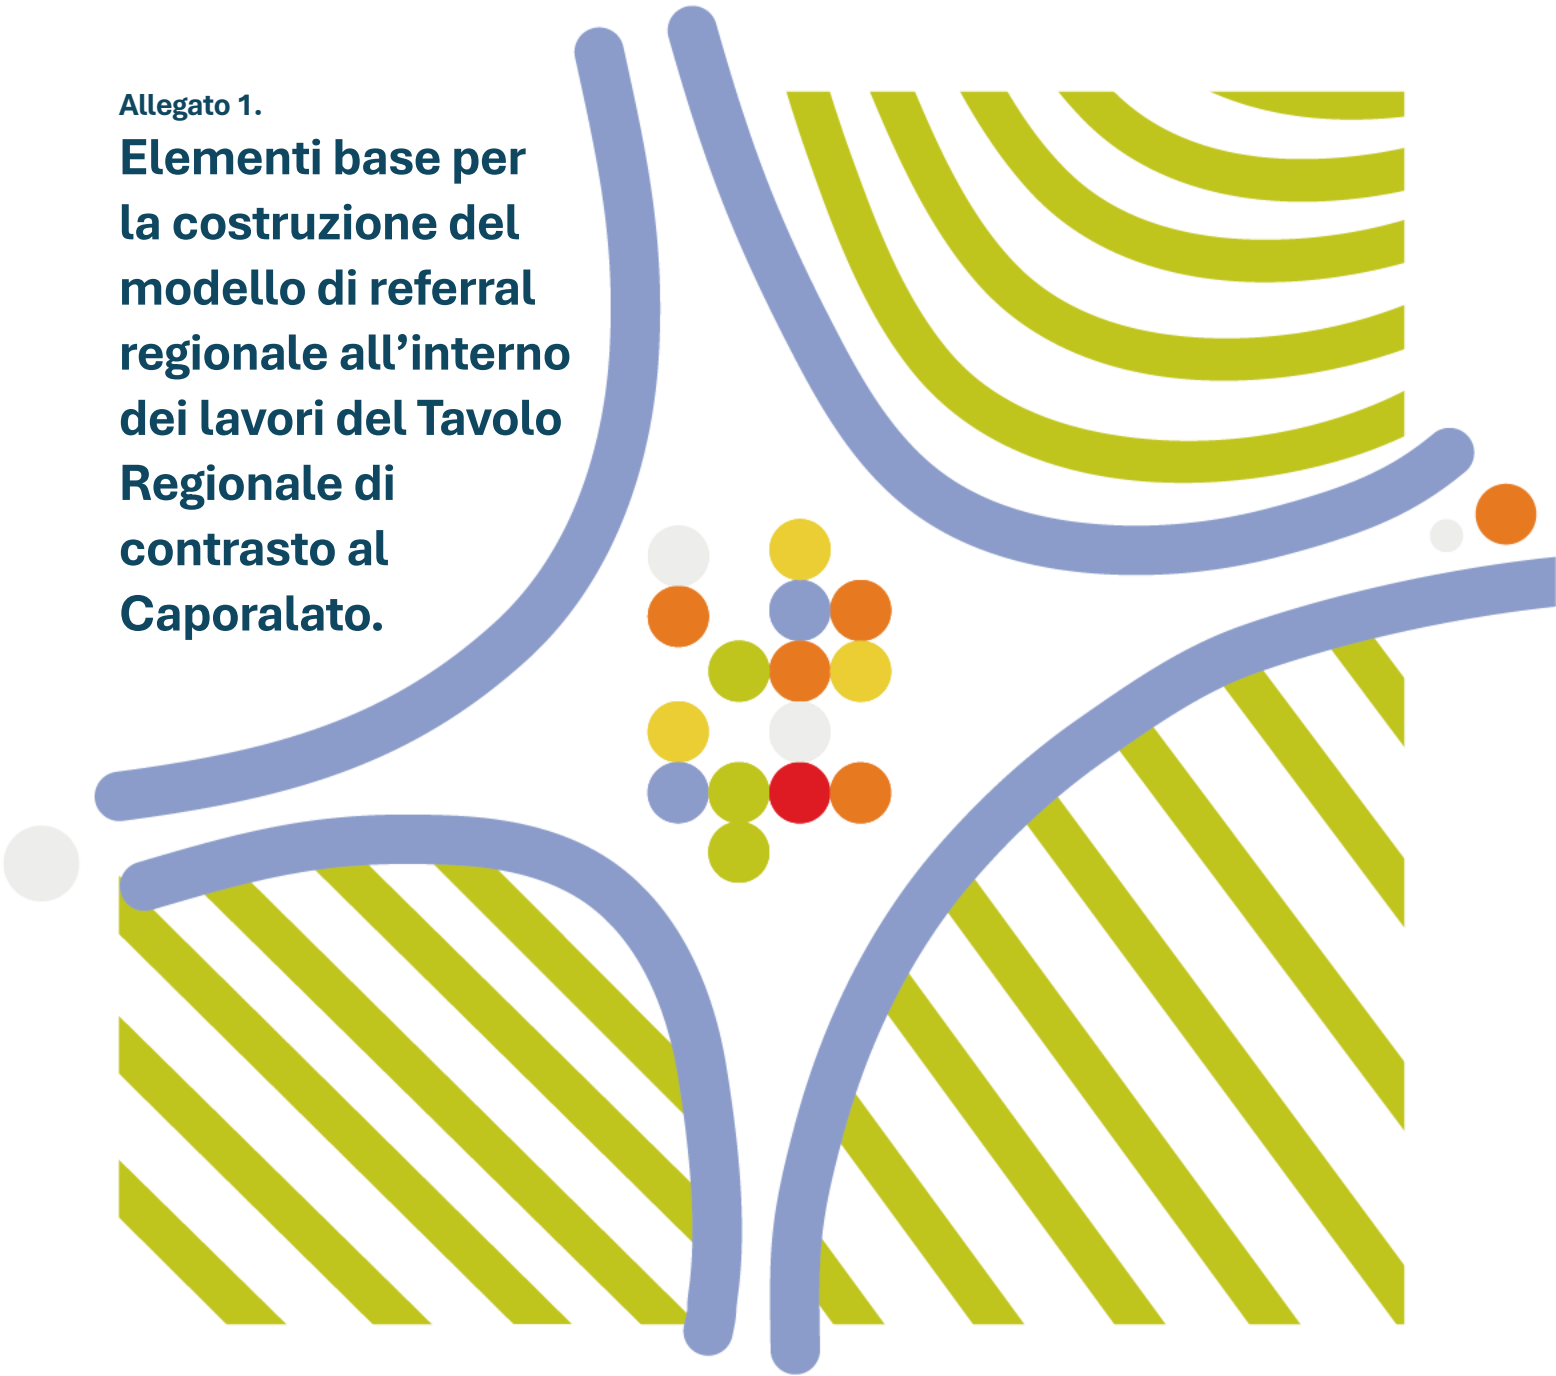 Allegato 1.
Elementi base per
la costruzione del
modello di referral
regionale all’interno
dei lavori del Tavolo
Regionale di
contrasto al
Caporalato.